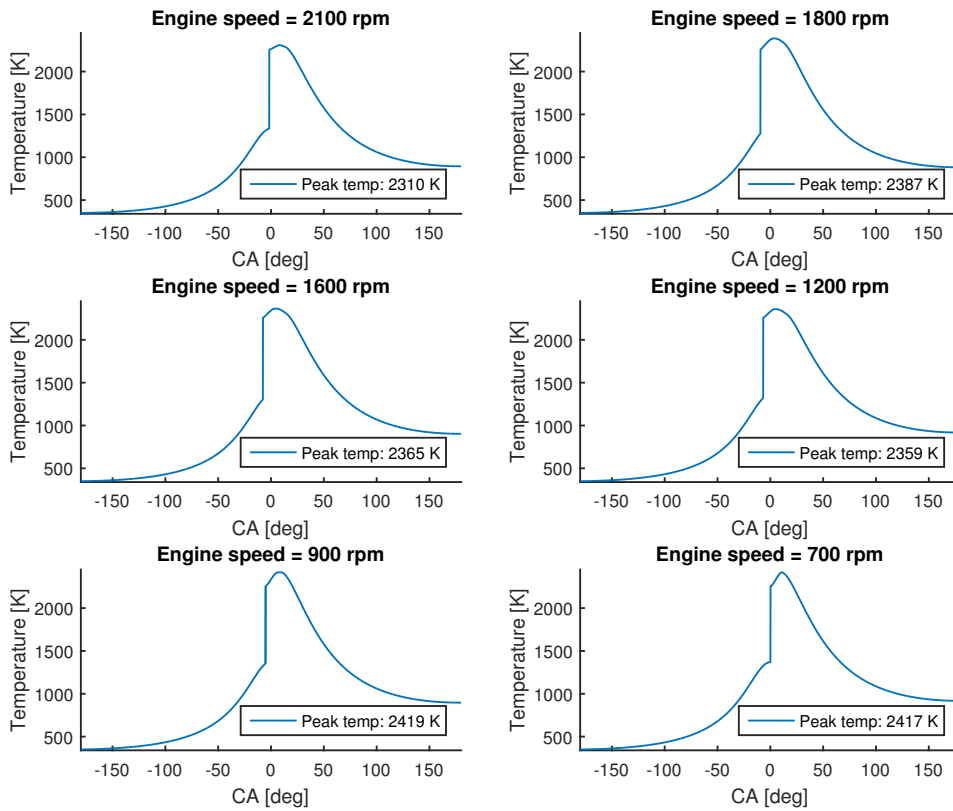 Engine speed = 2100 rpm
Temperature [K]
2000
1500
1000
500
Peak temp: 2310 K
-150 -100 -50 0 50 100 150
CA [deg]
Engine speed = 1800 rpm
Temperature [K]
2000
1500
1000
500
Peak temp: 2387 K
-150 -100 -50 0 50 100 150
CA [deg]
Engine speed = 1600 rpm
Temperature [K]
2000
1500
1000
500
Peak temp: 2365 K
-150 -100 -50 0 50 100 150
CA [deg]
Engine speed = 1200 rpm
Temperature [K]
2000
1500
1000
500
Peak temp: 2359 K
-150 -100 -50 0 50 100 150
CA [deg]
Engine speed = 900 rpm
Temperature [K]
2000
1500
1000
500
Peak temp: 2419 K
-150 -100 -50 0 50 100 150
CA [deg]
Engine speed = 700 rpm
Temperature [K]
2000
1500
1000
500
Peak temp: 2417 K
-150 -100 -50 0 50 100 150
CA [deg]